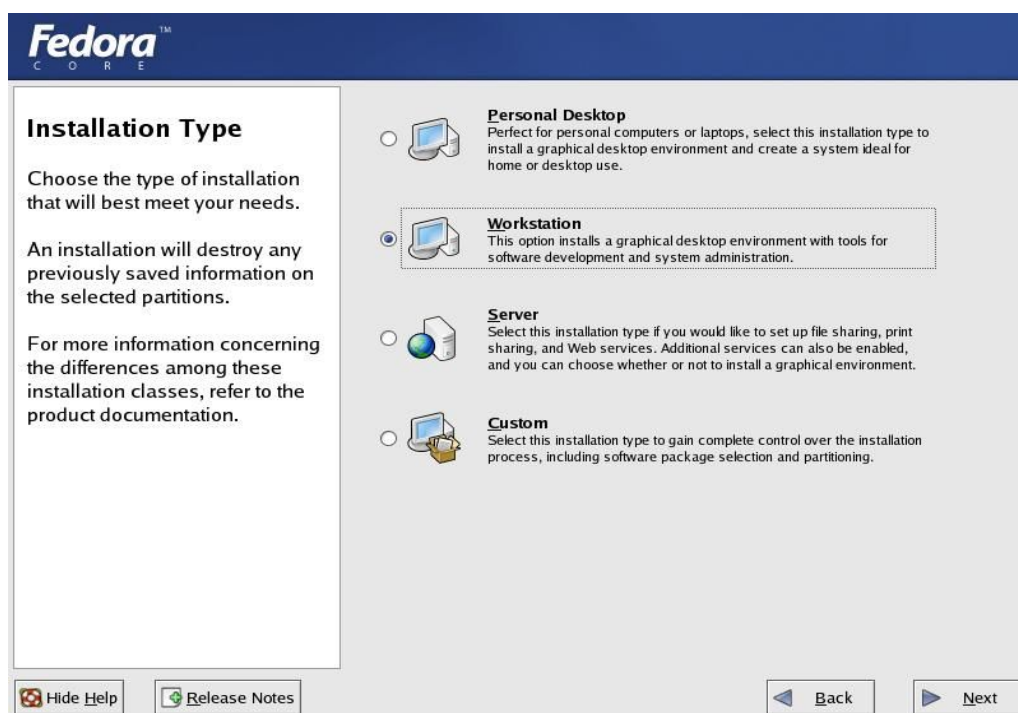 Fedora™
CORE
Installation Type
Choose the type of installation
that will best meet your needs.
An installation will destroy any
previously saved information on
the selected partitions.
For more information concerning
the differences among these
installation classes, refer to the
product documentation.
Personal Desktop
Perfect for personal computers or laptops, select this installation type to
install a graphical desktop environment and create a system ideal for
home or desktop use.
Workstation
This option installs a graphical desktop environment with tools for
software development and system administration.
Server
Select this installation type if you would like to set up file sharing, print
sharing, and Web services. Additional services can also be enabled,
and you can choose whether or not to install a graphical environment.
Custom
Select this installation type to gain complete control over the installation
process, including software package selection and partitioning.
Hide Help
Release Notes
Back
Next